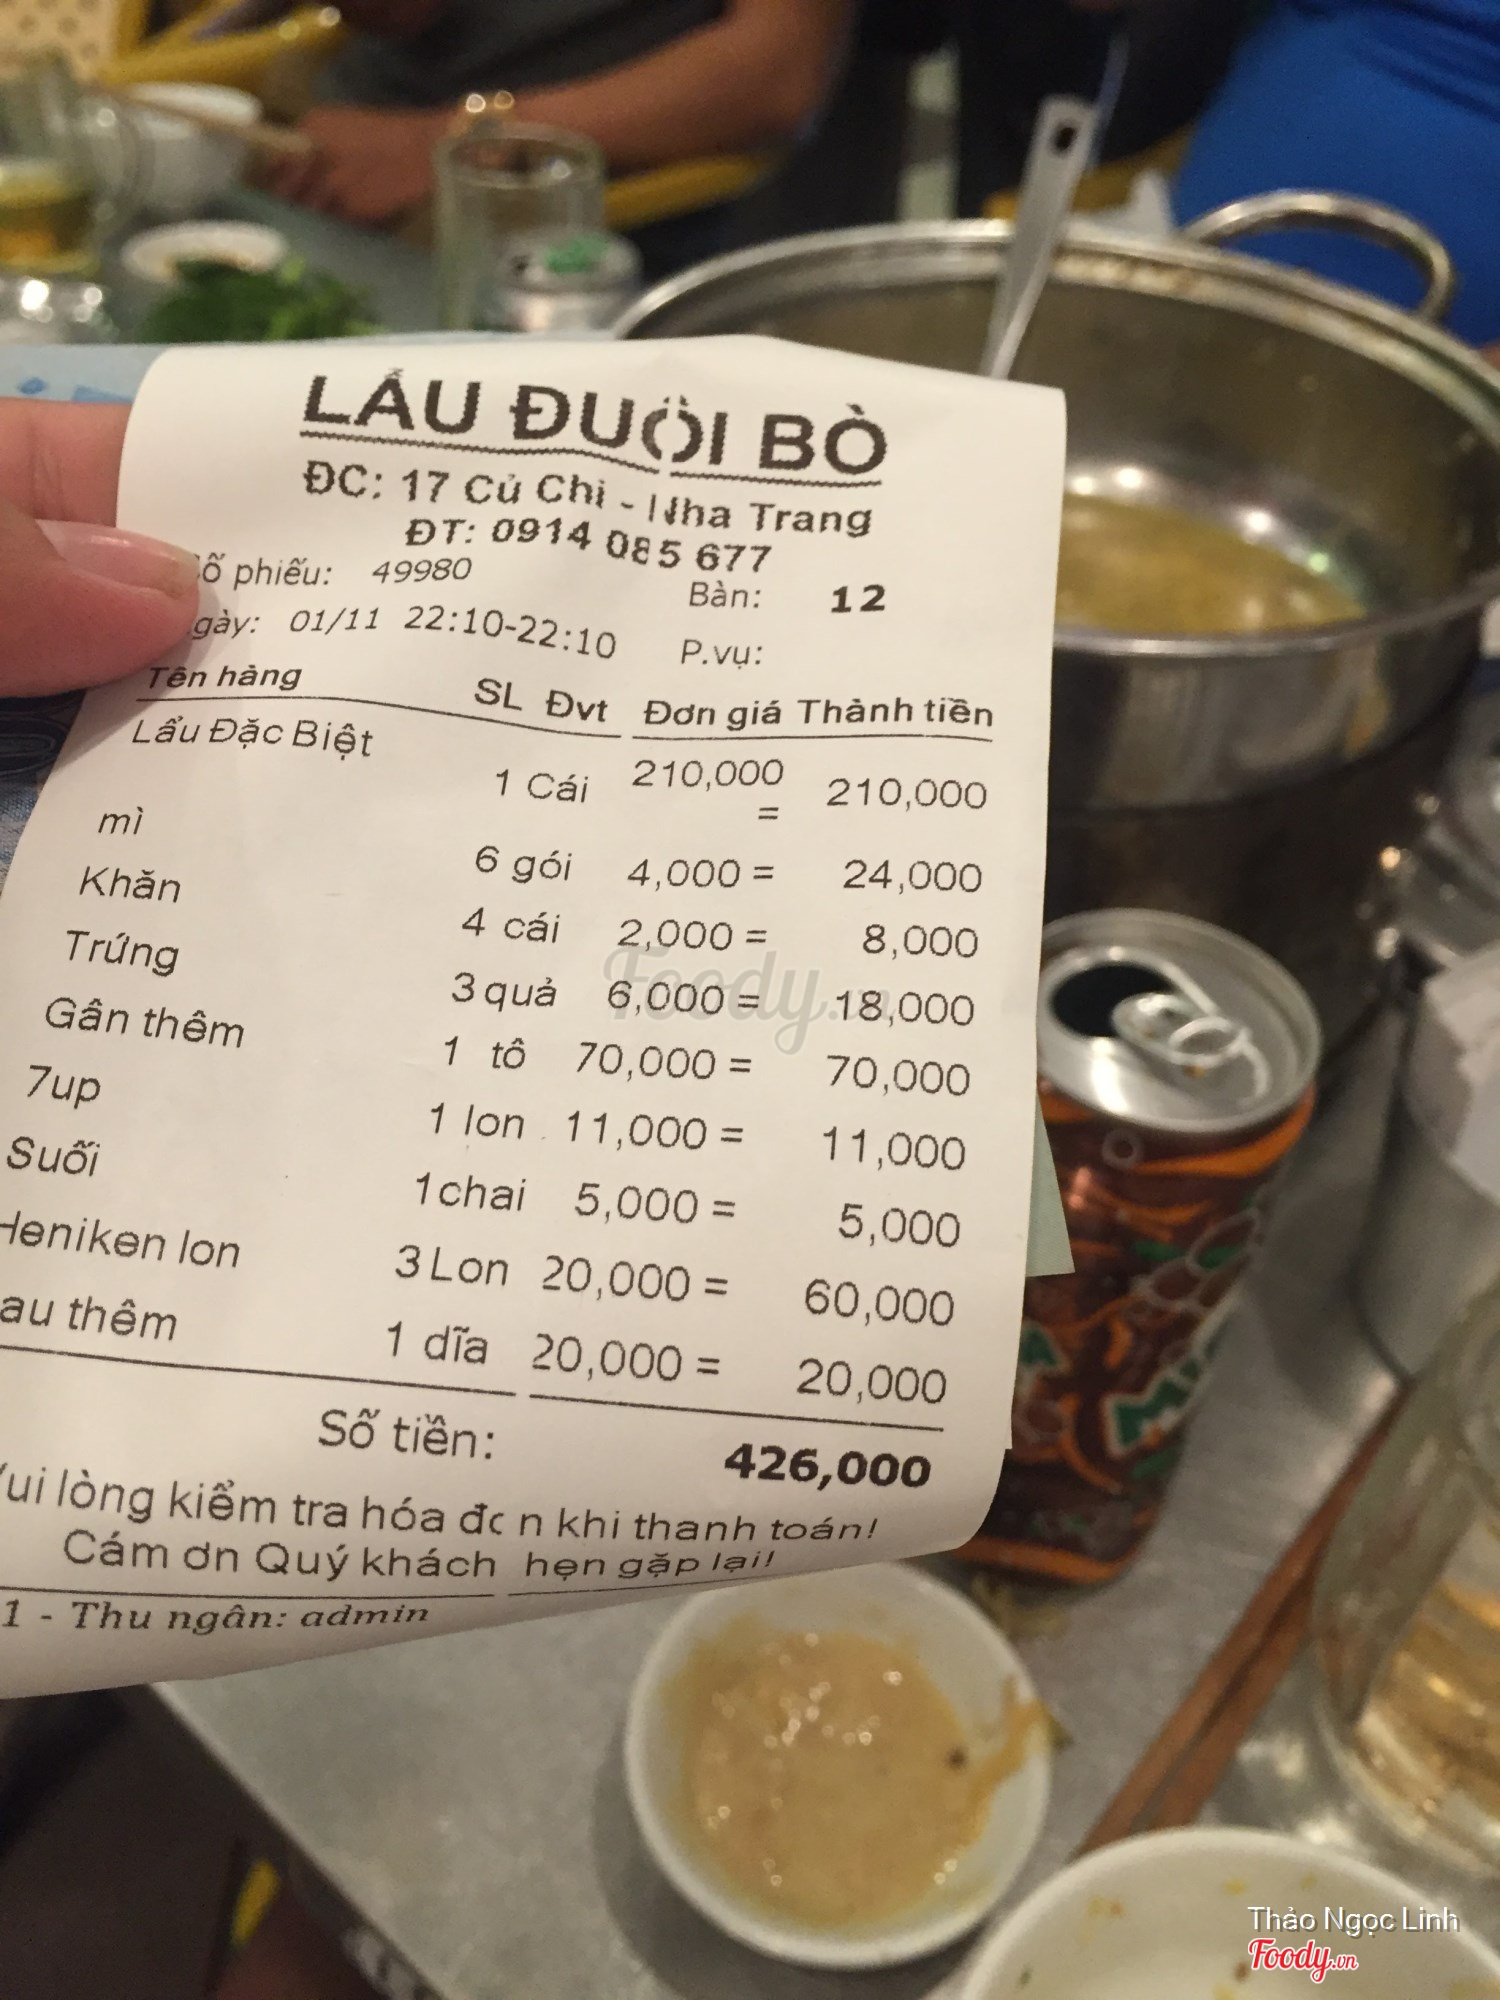 LẨU ĐUÔI BÒ
ĐC: 17 Củ Chi - Nha Trang
ĐT: 0914 085 677
Số phiếu: 49980 Bàn: 12
Ngày: 01/11 22:10-22:10 P.vụ:
Tên hàng SL Đvt Đơn giá Thành tiền
Lẩu Đặc Biệt 1 Cái 210,000 = 210,000
mì 6 gói 4,000 = 24,000
Khăn 4 cái 2,000 = 8,000
Trứng 3 quả 6,000 = 18,000
Gân thêm 1 tô 70,000 = 70,000
7up 1 lon 11,000 = 11,000
Suối 1 chai 5,000 = 5,000
Heniken lon 3 Lon 20,000 = 60,000
au thêm 1 dĩa 20,000 = 20,000
Số tiền: 426,000
Vui lòng kiểm tra hóa đơn khi thanh toán!
Cám ơn Quý khách hẹn gặp lại!
1 - Thu ngân: admin
Foody.vn
Thảo Ngọc Linh
Foody.vn